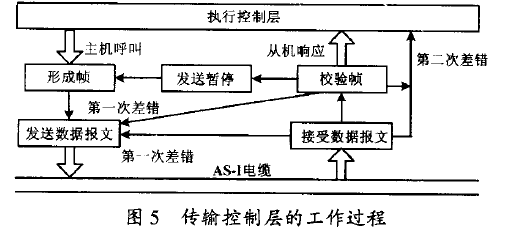 执行控制层
主机呼叫
从机响应
第二次差错
形成帧
发送暂停
校验帧
第一次差错
发送数据报文
接受数据报文
第一次差错
AS-I电缆
图5 传输控制层的工作过程